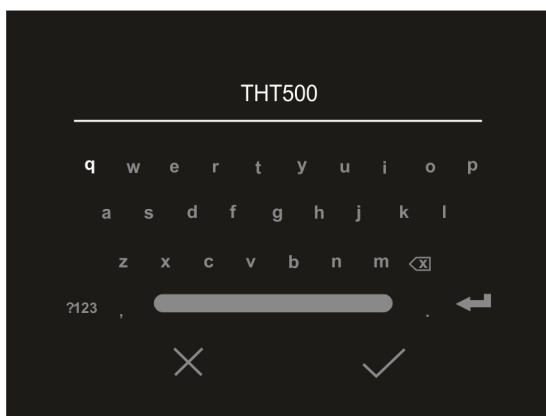 THT500
q w e r t y u i o p
a s d f g h j k l
z x c v b n m
?123 , .